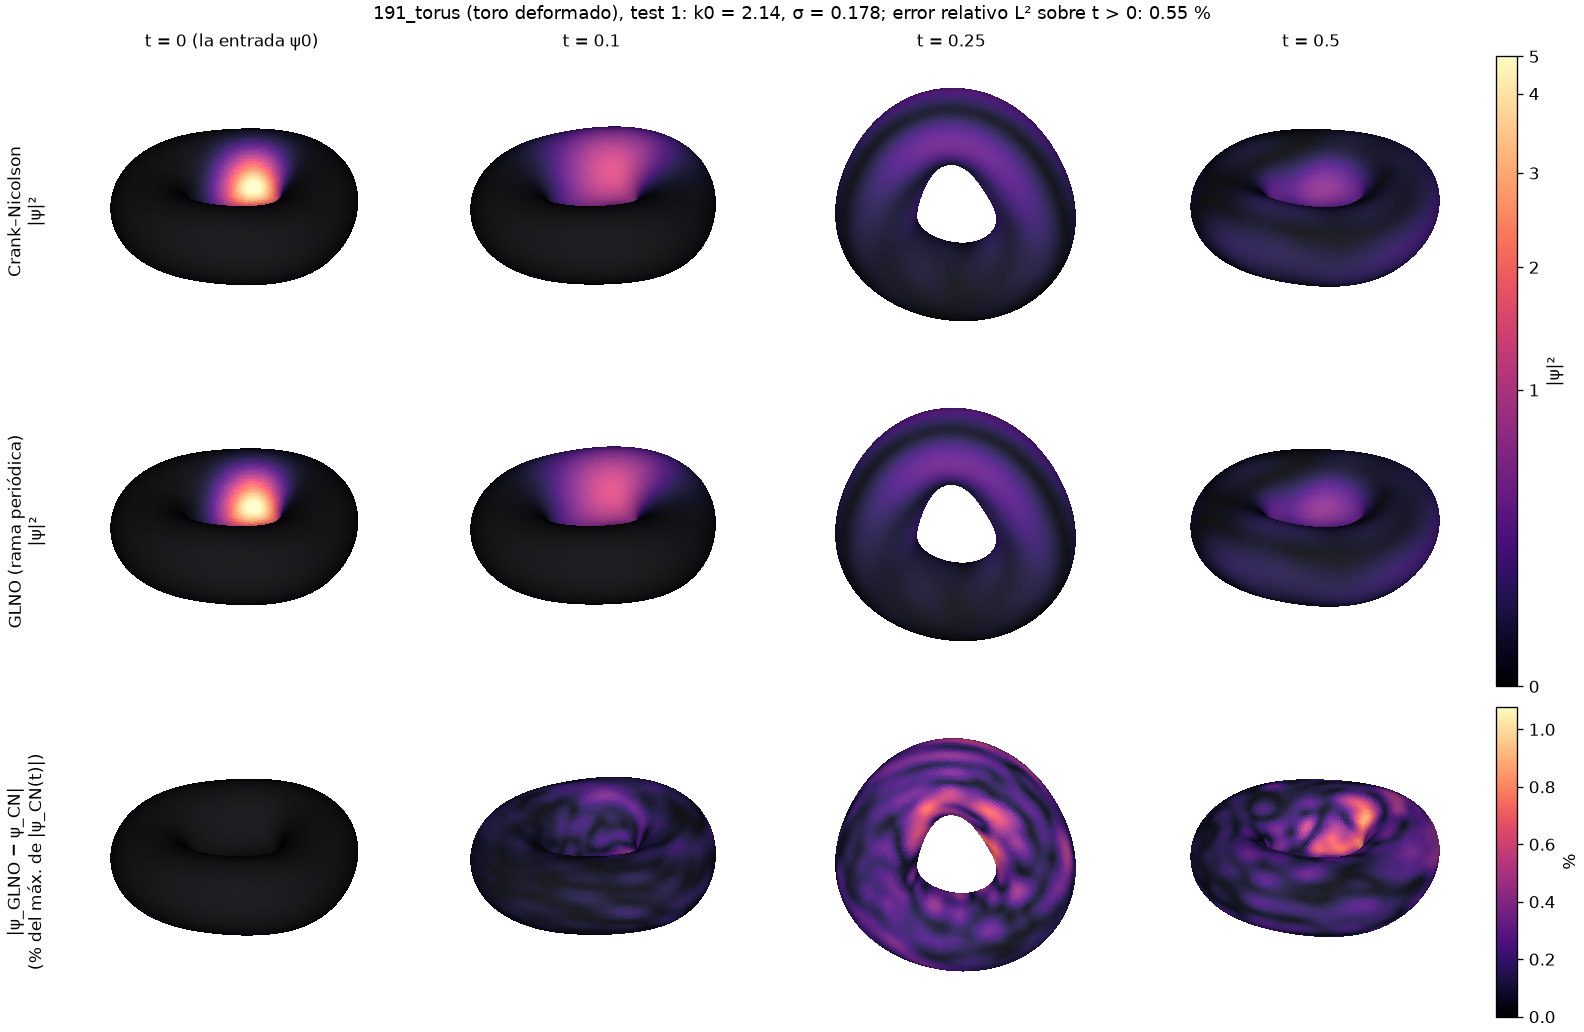 191_torus (toro deformado), test 1: k0 = 2.14, σ = 0.178; error relativo L² sobre t > 0: 0.55 %
t = 0 (la entrada ψ0)
t = 0.1
t = 0.25
t = 0.5
Crank–Nicolson
|ψ|²
GLNO (rama periódica)
|ψ|²
|ψ_GLNO − ψ_CN|
(% del máx. de |ψ_CN(t)|)
5
4
3
2
1
0
|ψ|²
1.0
0.8
0.6
0.4
0.2
0.0
%